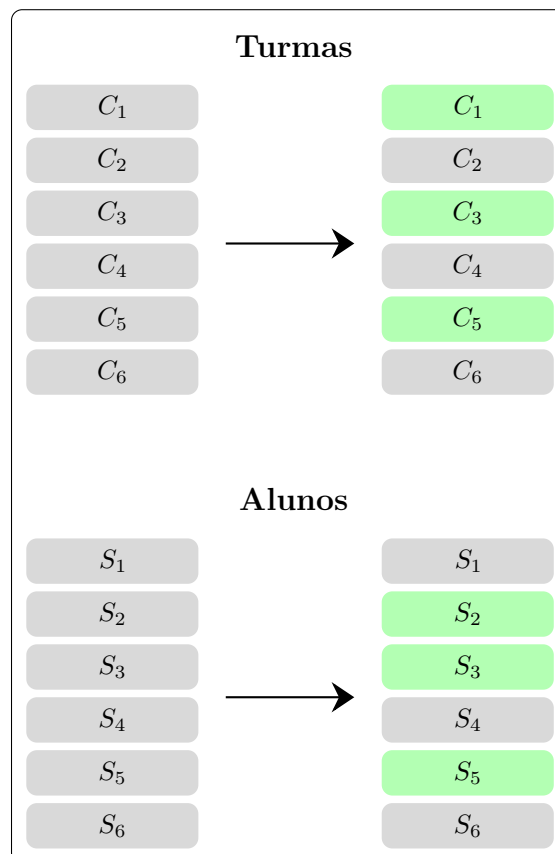 Turmas
C1 C1
C2 C2
C3 C3
C4 C4
C5 C5
C6 C6
Alunos
S1 S1
S2 S2
S3 S3
S4 S4
S5 S5
S6 S6